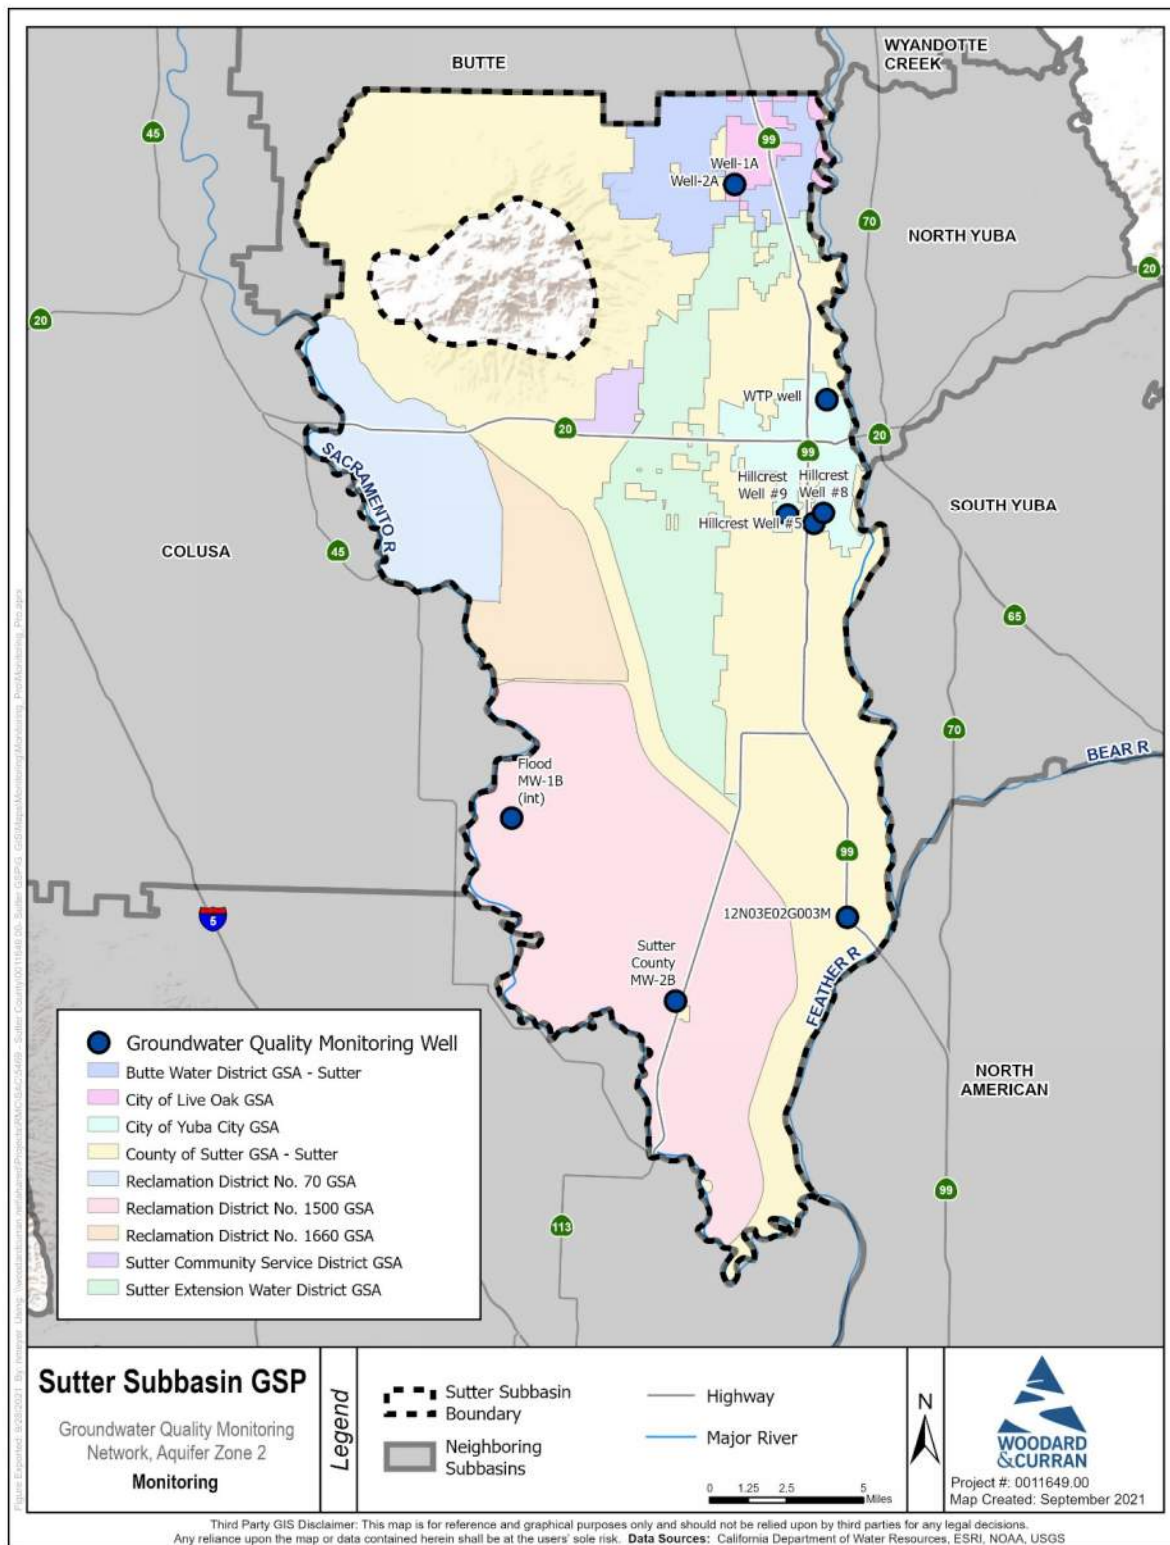 BUTTE
WYANDOTTE
CREEK
45
99
Well-1A
Well-2A
70
NORTH YUBA
20
20
WTP well
20
99
20
SACRAMENTO R
Hillcrest
Well #9
Hillcrest
Well #8
Hillcrest Well #5
SOUTH YUBA
COLUSA
45
65
70
BEAR R
Flood
MW-1B
(int)
99
5
12N03E02G003M
Sutter
County
MW-2B
FEATHER R
NORTH
AMERICAN
99
113
Groundwater Quality Monitoring Well
Butte Water District GSA - Sutter
City of Live Oak GSA
City of Yuba City GSA
County of Sutter GSA - Sutter
Reclamation District No. 70 GSA
Reclamation District No. 1500 GSA
Reclamation District No. 1660 GSA
Sutter Community Service District GSA
Sutter Extension Water District GSA
Sutter Subbasin GSP
Groundwater Quality Monitoring
Network, Aquifer Zone 2
Monitoring
Legend
Sutter Subbasin
Boundary
Neighboring
Subbasins
Highway
Major River
0 1.25 2.5 5
Miles
N
WOODARD
&CURRAN
Project #: 0011649.00
Map Created: September 2021
Third Party GIS Disclaimer: This map is for reference and graphical purposes only and should not be relied upon by third parties for any legal decisions.
Any reliance upon the map or data contained herein shall be at the users' sole risk. Data Sources: California Department of Water Resources, ESRI, NOAA, USGS
Figure Exported: 9/28/2021 By: